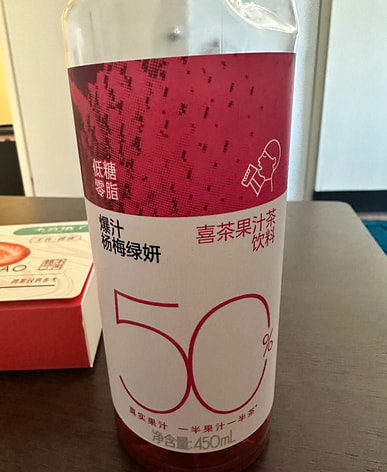 低糖
零脂
爆汁
杨梅绿妍
喜茶果汁茶
饮料
50%
真实果汁 一半果汁一半茶
净含量:450mL
AO